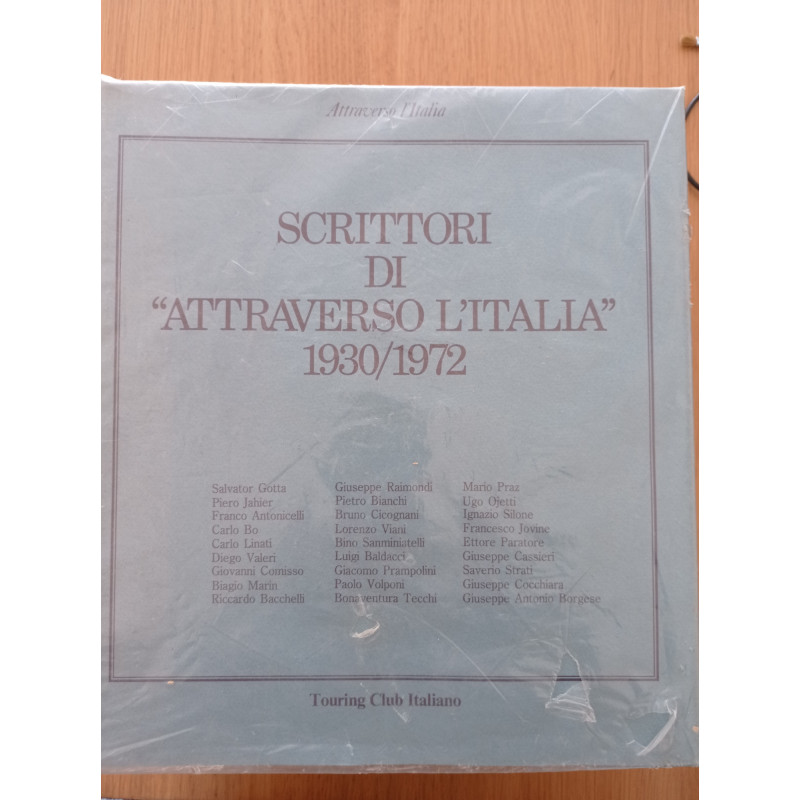 Attraverso l'Italia
SCRITTORI
DI
“ATTRAVERSO L'ITALIA”
1930/1972
Salvator Gotta
Piero Jahier
Franco Antonicelli
Carlo Bo
Carlo Linati
Diego Valeri
Giovanni Comisso
Biagio Marin
Riccardo Bacchelli
Giuseppe Raimondi
Pietro Bianchi
Bruno Cicognani
Lorenzo Viani
Bino Sanminiatelli
Luigi Baldacci
Giacomo Prampolini
Paolo Volponi
Bonaventura Tecchi
Mario Praz
Ugo Ojetti
Ignazio Silone
Francesco Jovine
Ettore Paratore
Giuseppe Cassieri
Saverio Strati
Giuseppe Cocchiara
Giuseppe Antonio Borgese
Touring Club Italiano